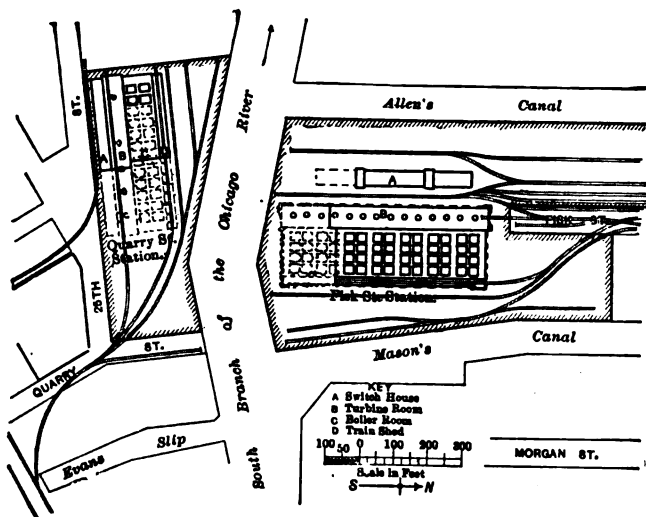 Allen's Canal
South Branch of the Chicago River
25TH ST.
A
B
C
D
Quarry St.
Station.
A
B
FISK ST.
Fisk St. Station.
Mason's Canal
QUARRY ST.
Evans Slip
MORGAN ST.
KEY
A Switch House
B Turbine Room
C Boiler Room
D Train Shed
100 50 0 100 200 300
Scale in Feet
S N